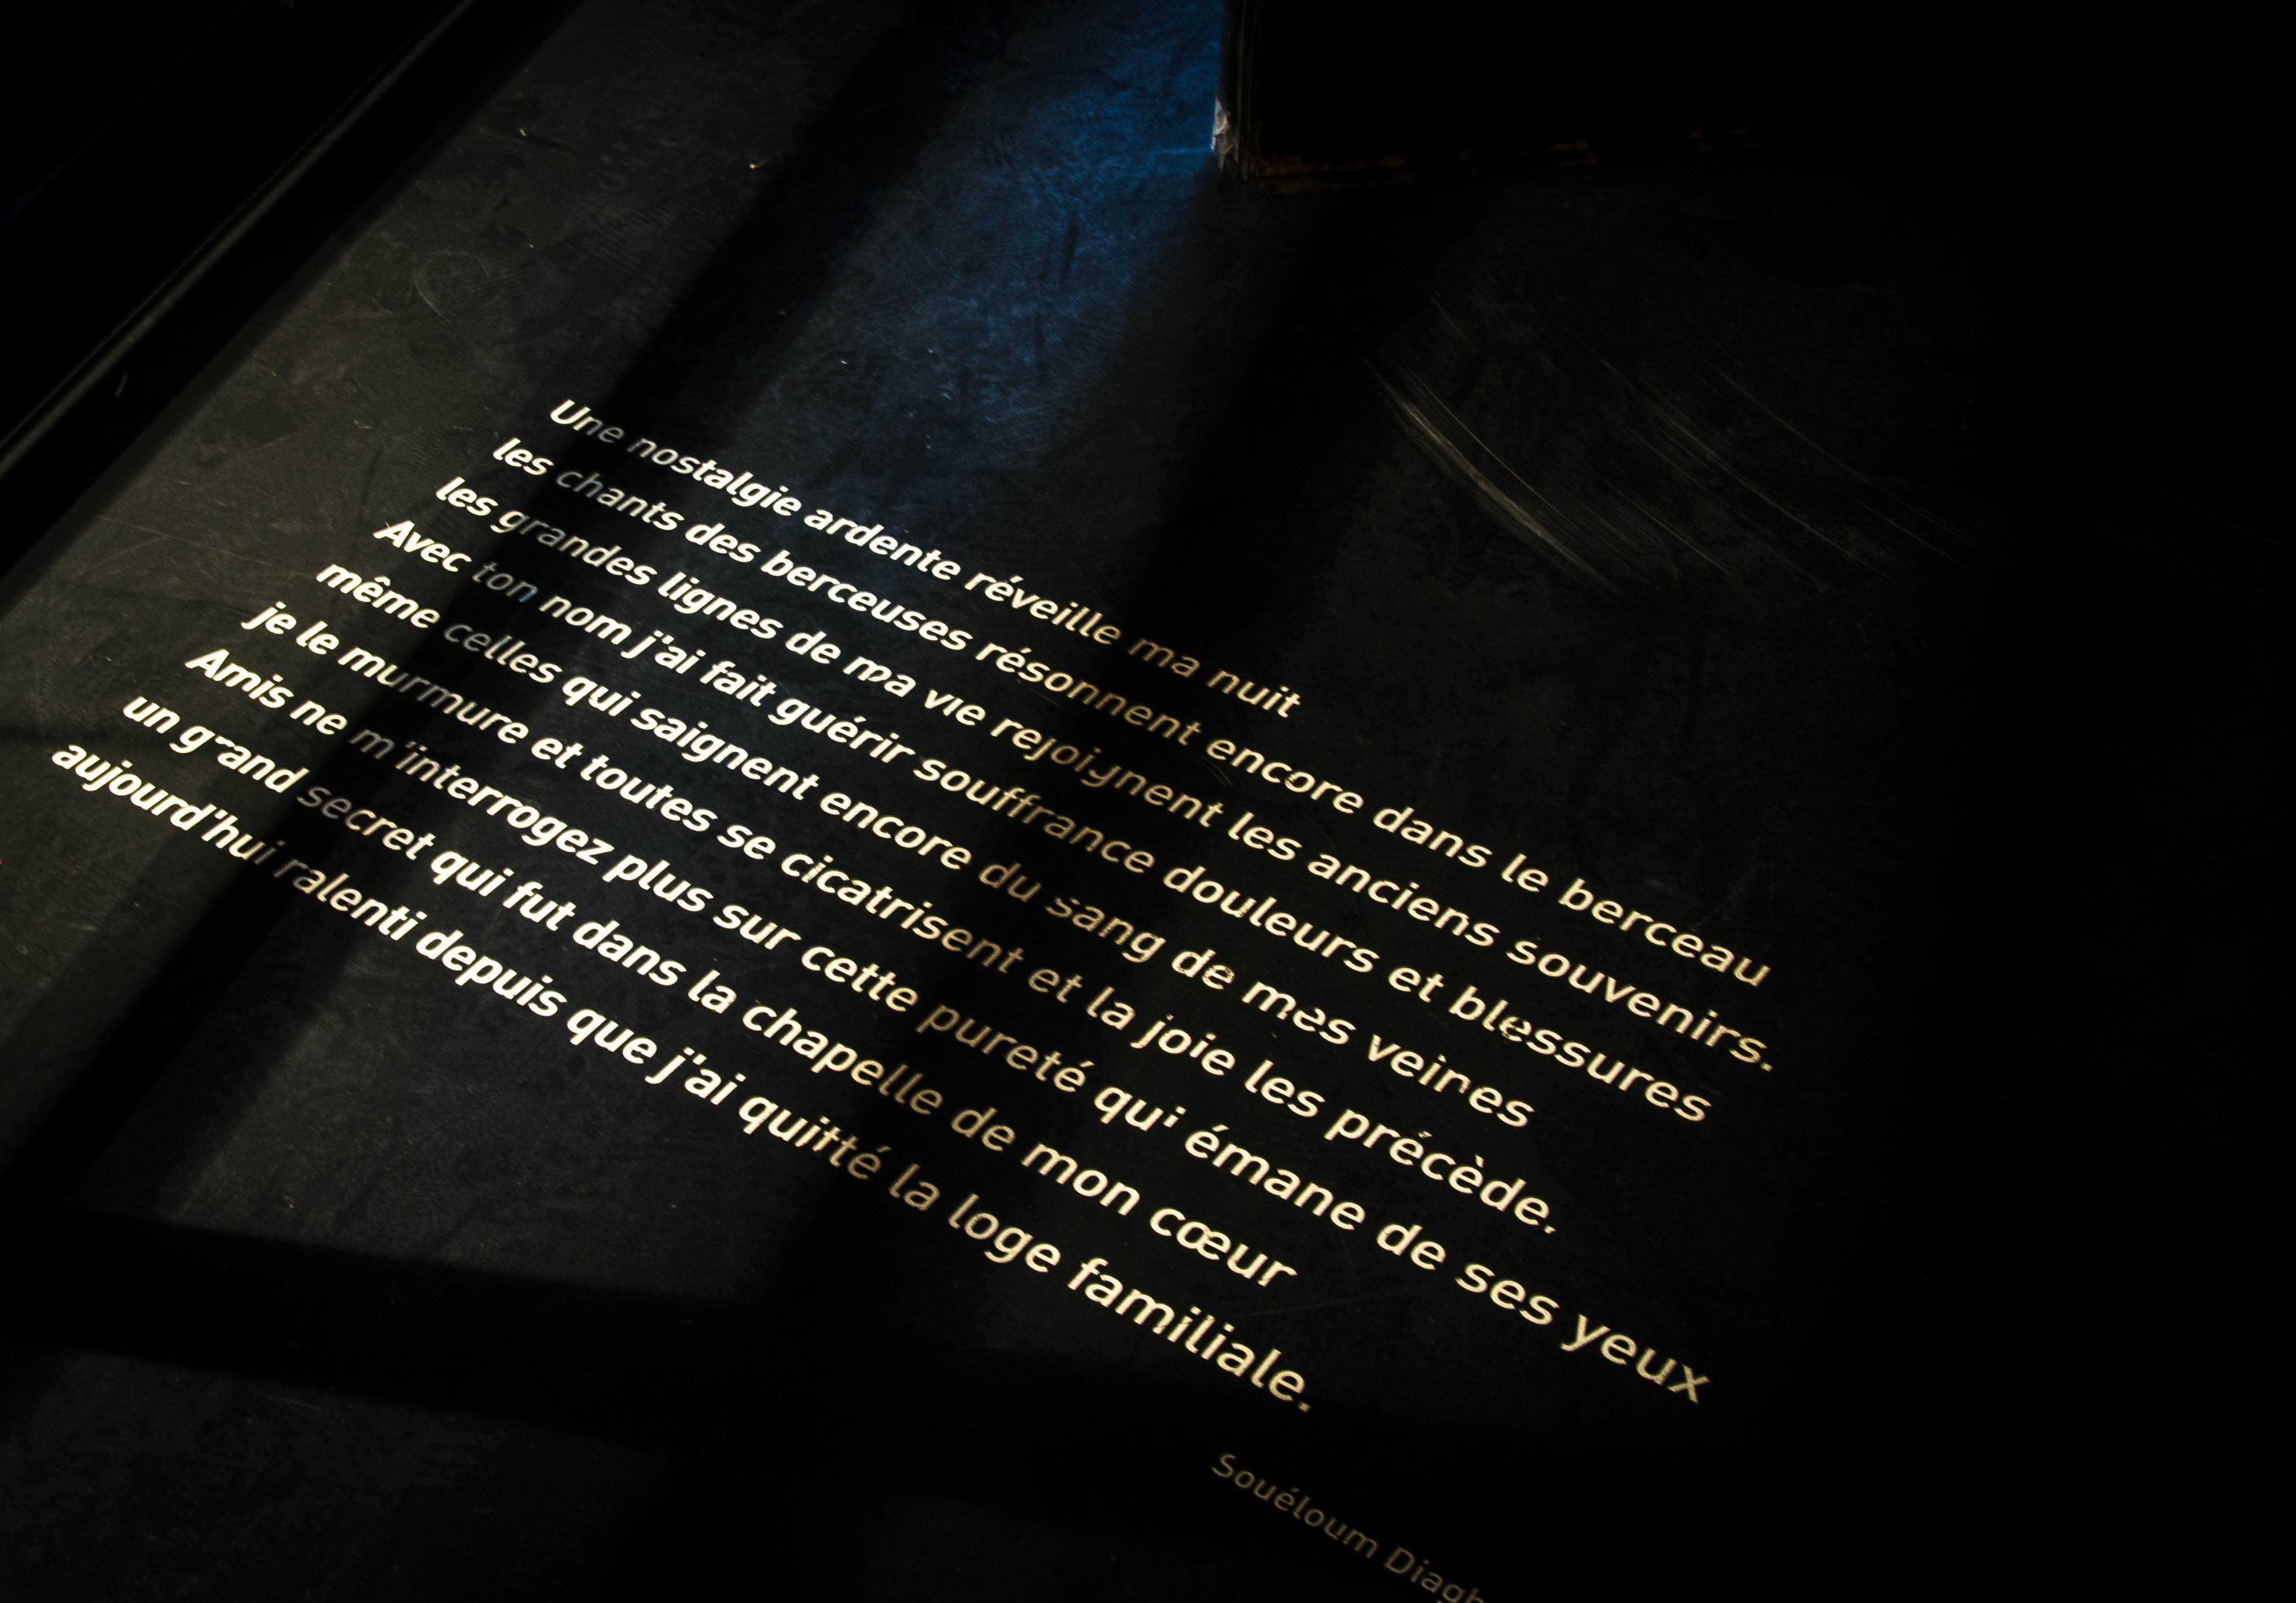 Une nostalgie ardente réveille ma nuit
les chants des berceuses résonnent encore dans le berceau
les grandes lignes de ma vie rejoignent les anciens souvenirs.
Avec ton nom j'ai fait guérir souffrance douleurs et blessures
même celles qui saignent encore du sang de mes veines
je le murmure et toutes se cicatrisent et la joie les précède.
Amis ne m'interrogez plus sur cette pureté qui émane de ses yeux
un grand secret qui fut dans la chapelle de mon cœur
aujourd'hui ralenti depuis que j'ai quitté la loge familiale.
Souéloum